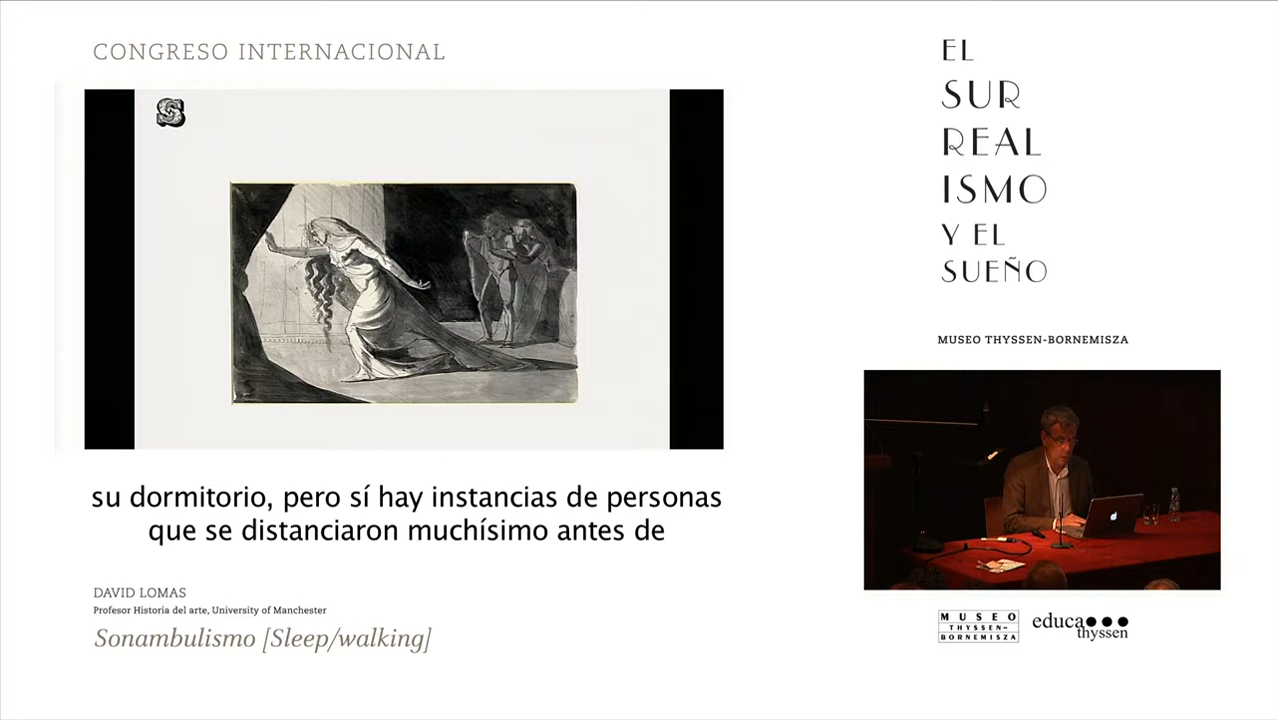 CONGRESO INTERNACIONAL
S
su dormitorio, pero sí hay instancias de personas
que se distanciaron muchísimo antes de
DAVID LOMAS
Profesor Historia del arte, University of Manchester
Sonambulismo [Sleep/walking]
EL
SUR
REAL
ISMO
Y EL
SUEÑO
MUSEO THYSSEN-BORNEMISZA
MUSEO
THYSSEN-
BORNEMISZA
educa
thyssen